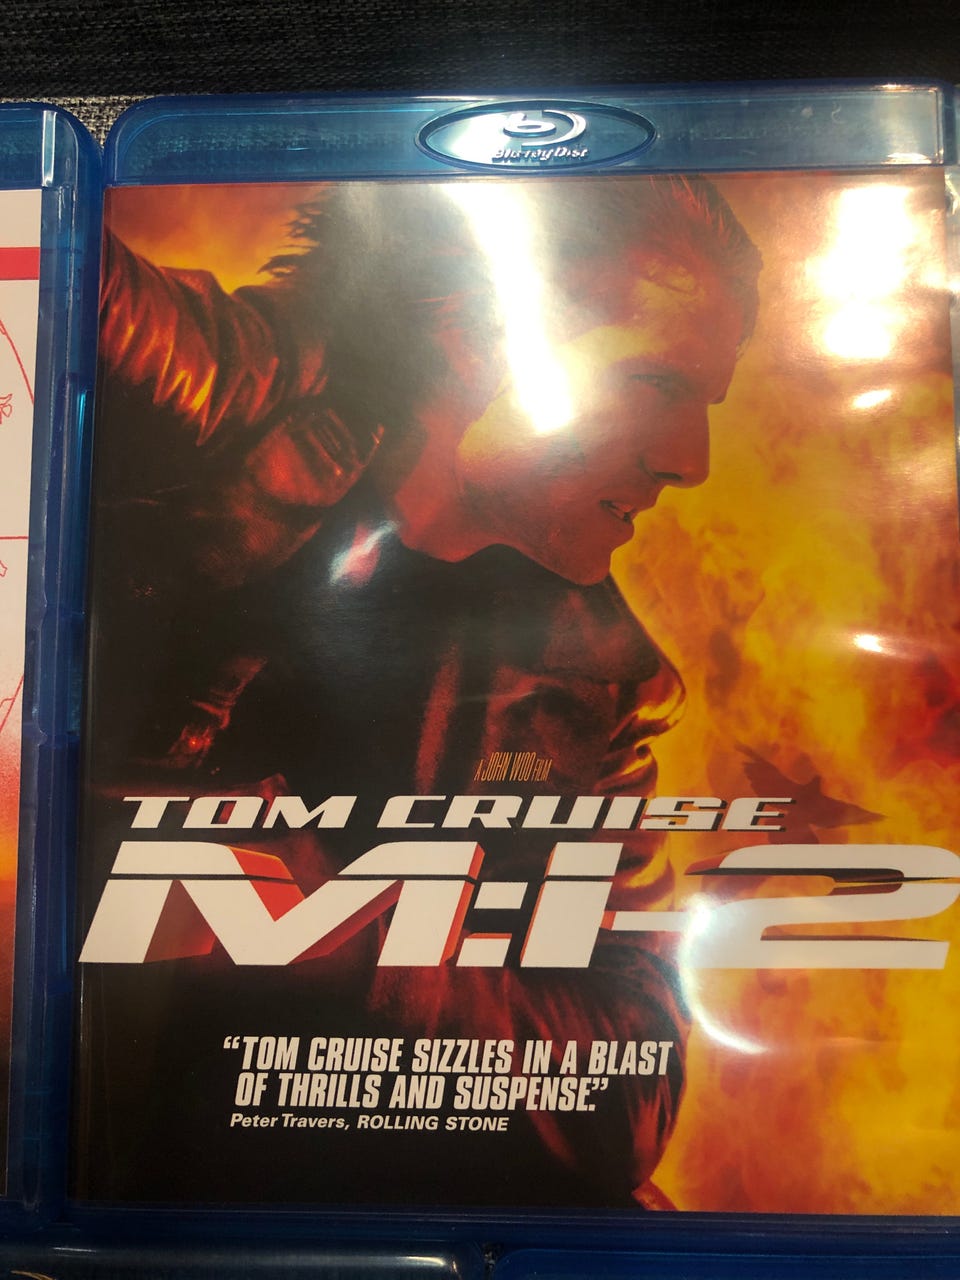 Blu-ray Disc
A JOHN WOO FILM
TOM CRUISE
M:I-2
“TOM CRUISE SIZZLES IN A BLAST
OF THRILLS AND SUSPENSE.”
Peter Travers, ROLLING STONE